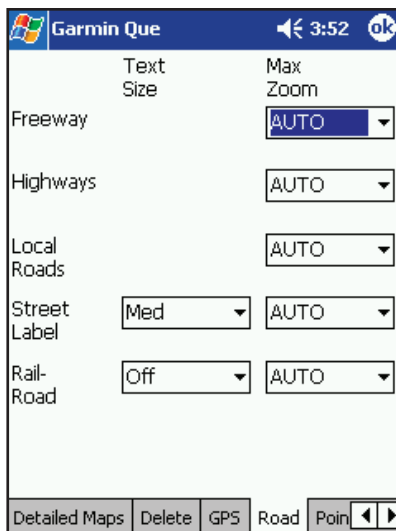 Garmin Que 3:52 ok
Text Size Max Zoom
Freeway AUTO
Highways AUTO
Local Roads AUTO
Street Label Med AUTO
Rail-Road Off AUTO
Detailed Maps Delete GPS Road Poin